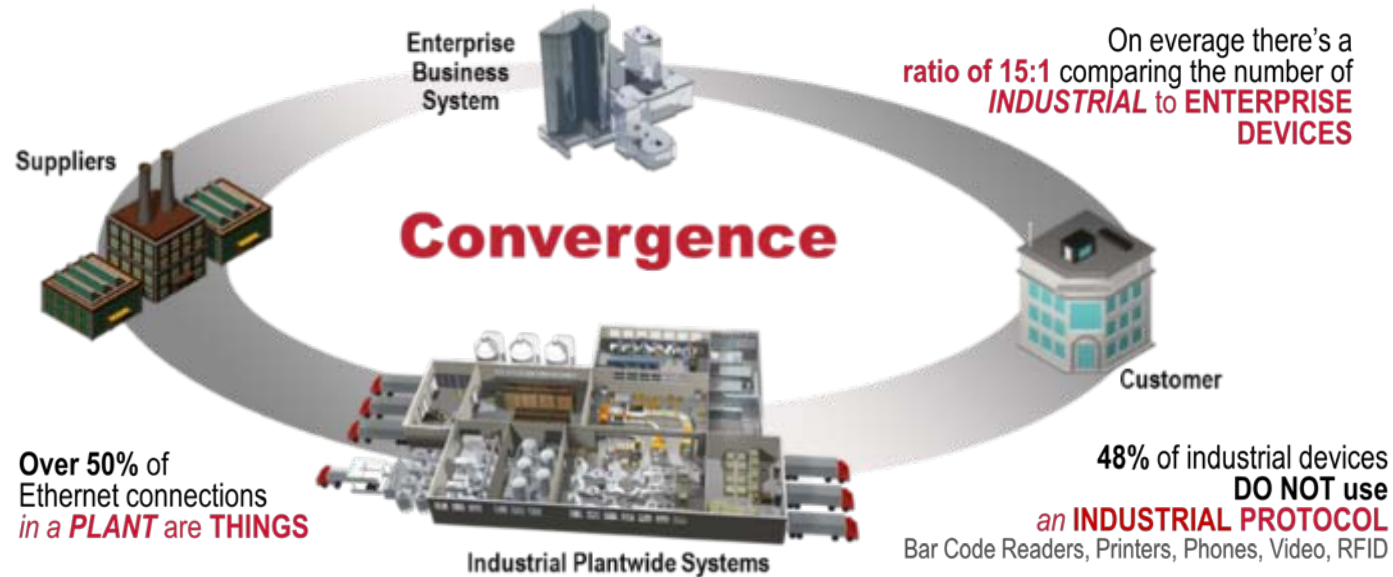 Enterprise
Business
System
On everage there's a
ratio of 15:1 comparing the number of
INDUSTRIAL to ENTERPRISE
DEVICES
Suppliers
Convergence
Customer
Over 50% of
Ethernet connections
in a PLANT are THINGS
48% of industrial devices
DO NOT use
an INDUSTRIAL PROTOCOL
Bar Code Readers, Printers, Phones, Video, RFID
Industrial Plantwide Systems